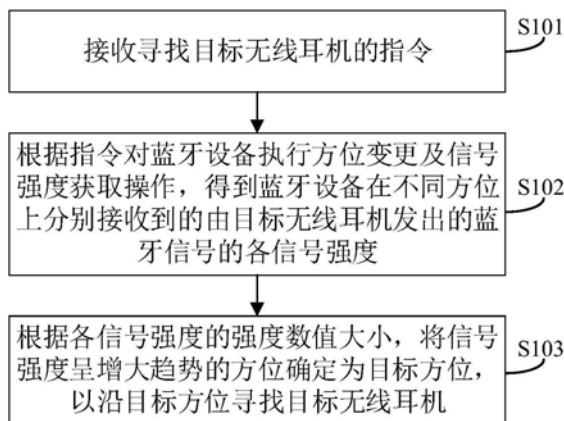 接收寻找目标无线耳机的指令
S101
根据指令对蓝牙设备执行方位变更及信号
强度获取操作，得到蓝牙设备在不同方位
上分别接收到的由目标无线耳机发出的蓝
牙信号的各信号强度
S102
根据各信号强度的强度数值大小，将信号
强度呈增大趋势的方位确定为目标方位，
以沿目标方位寻找目标无线耳机
S103